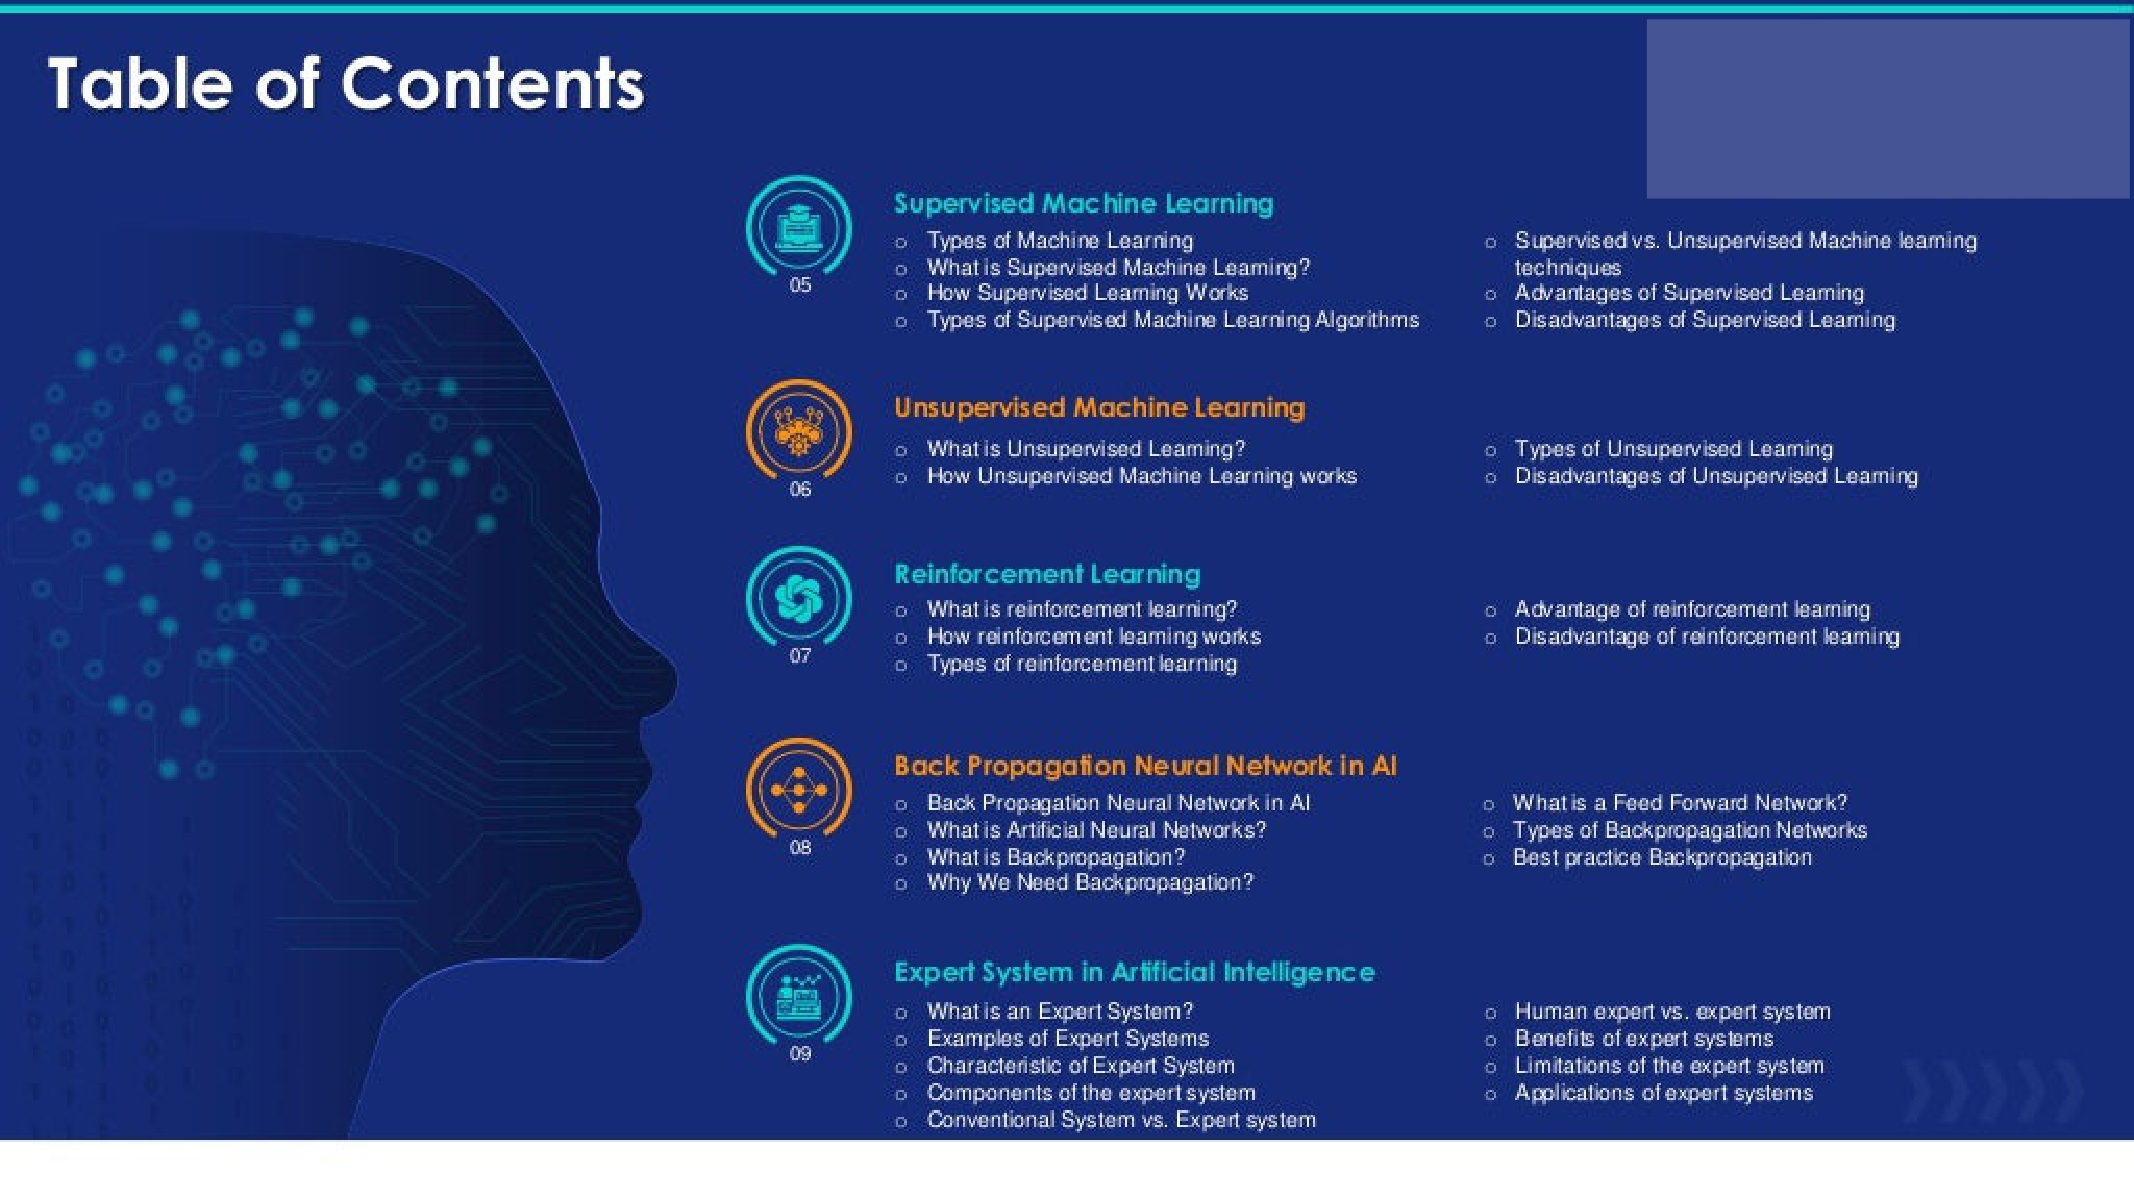 Table of Contents
05
Supervised Machine Learning
o Types of Machine Learning
o What is Supervised Machine Learning?
o How Supervised Learning Works
o Types of Supervised Machine Learning Algorithms
o Supervised vs. Unsupervised Machine learning
techniques
o Advantages of Supervised Learning
o Disadvantages of Supervised Learning
06
Unsupervised Machine Learning
o What is Unsupervised Learning?
o How Unsupervised Machine Learning works
o Types of Unsupervised Learning
o Disadvantages of Unsupervised Learning
07
Reinforcement Learning
o What is reinforcement learning?
o How reinforcement learning works
o Types of reinforcement learning
o Advantage of reinforcement learning
o Disadvantage of reinforcement learning
08
Back Propagation Neural Network in AI
o Back Propagation Neural Network in AI
o What is Artificial Neural Networks?
o What is Backpropagation?
o Why We Need Backpropagation?
o What is a Feed Forward Network?
o Types of Backpropagation Networks
o Best practice Backpropagation
09
Expert System in Artificial Intelligence
o What is an Expert System?
o Examples of Expert Systems
o Characteristic of Expert System
o Components of the expert system
o Conventional System vs. Expert system
o Human expert vs. expert system
o Benefits of expert systems
o Limitations of the expert system
o Applications of expert systems